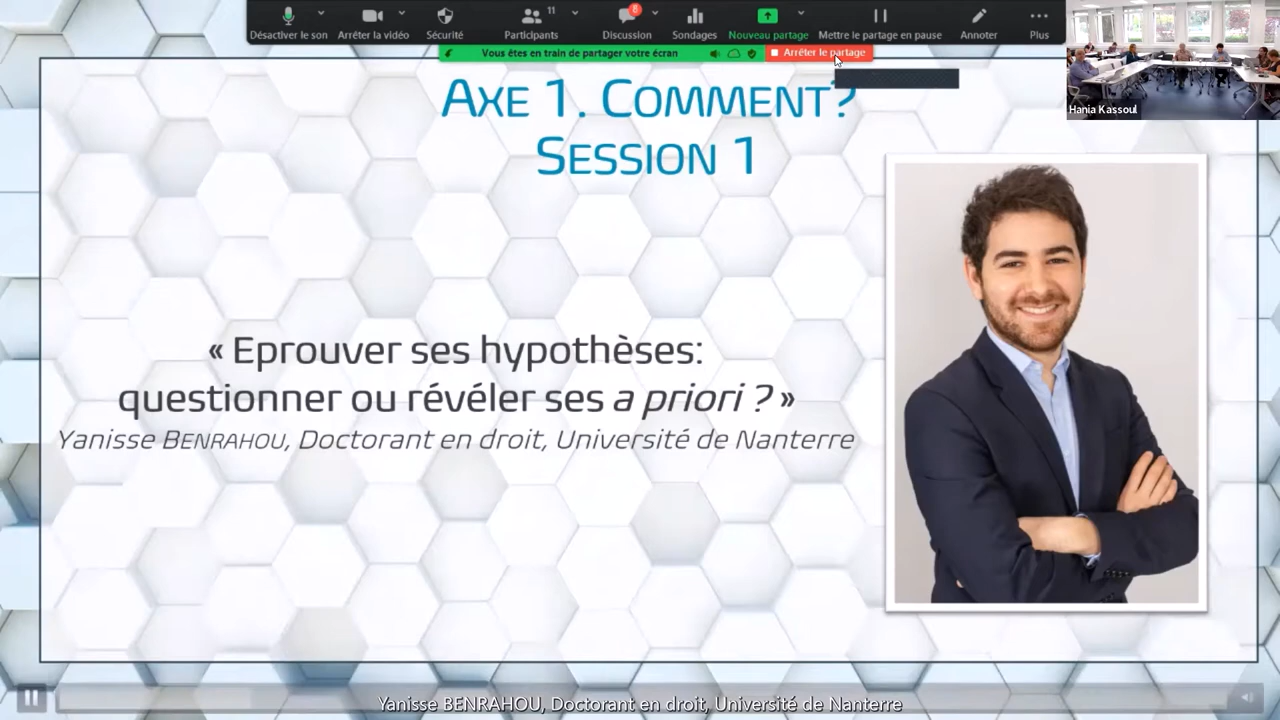 Désactiver le son
Arrêter la vidéo
Sécurité
11
Participants
8
Discussion
Sondages
Nouveau partage
Mettre le partage en pause
Annoter
Plus
Vous êtes en train de partager votre écran
Arrêter le partage
Hania Kassoul
AXE 1. COMMENT?
SESSION 1
« Eprouver ses hypothèses:
questionner ou révéler ses a priori ? »
Yanisse BENRAHOU, Doctorant en droit, Université de Nanterre
Yanisse BENRAHOU, Doctorant en droit, Université de Nanterre